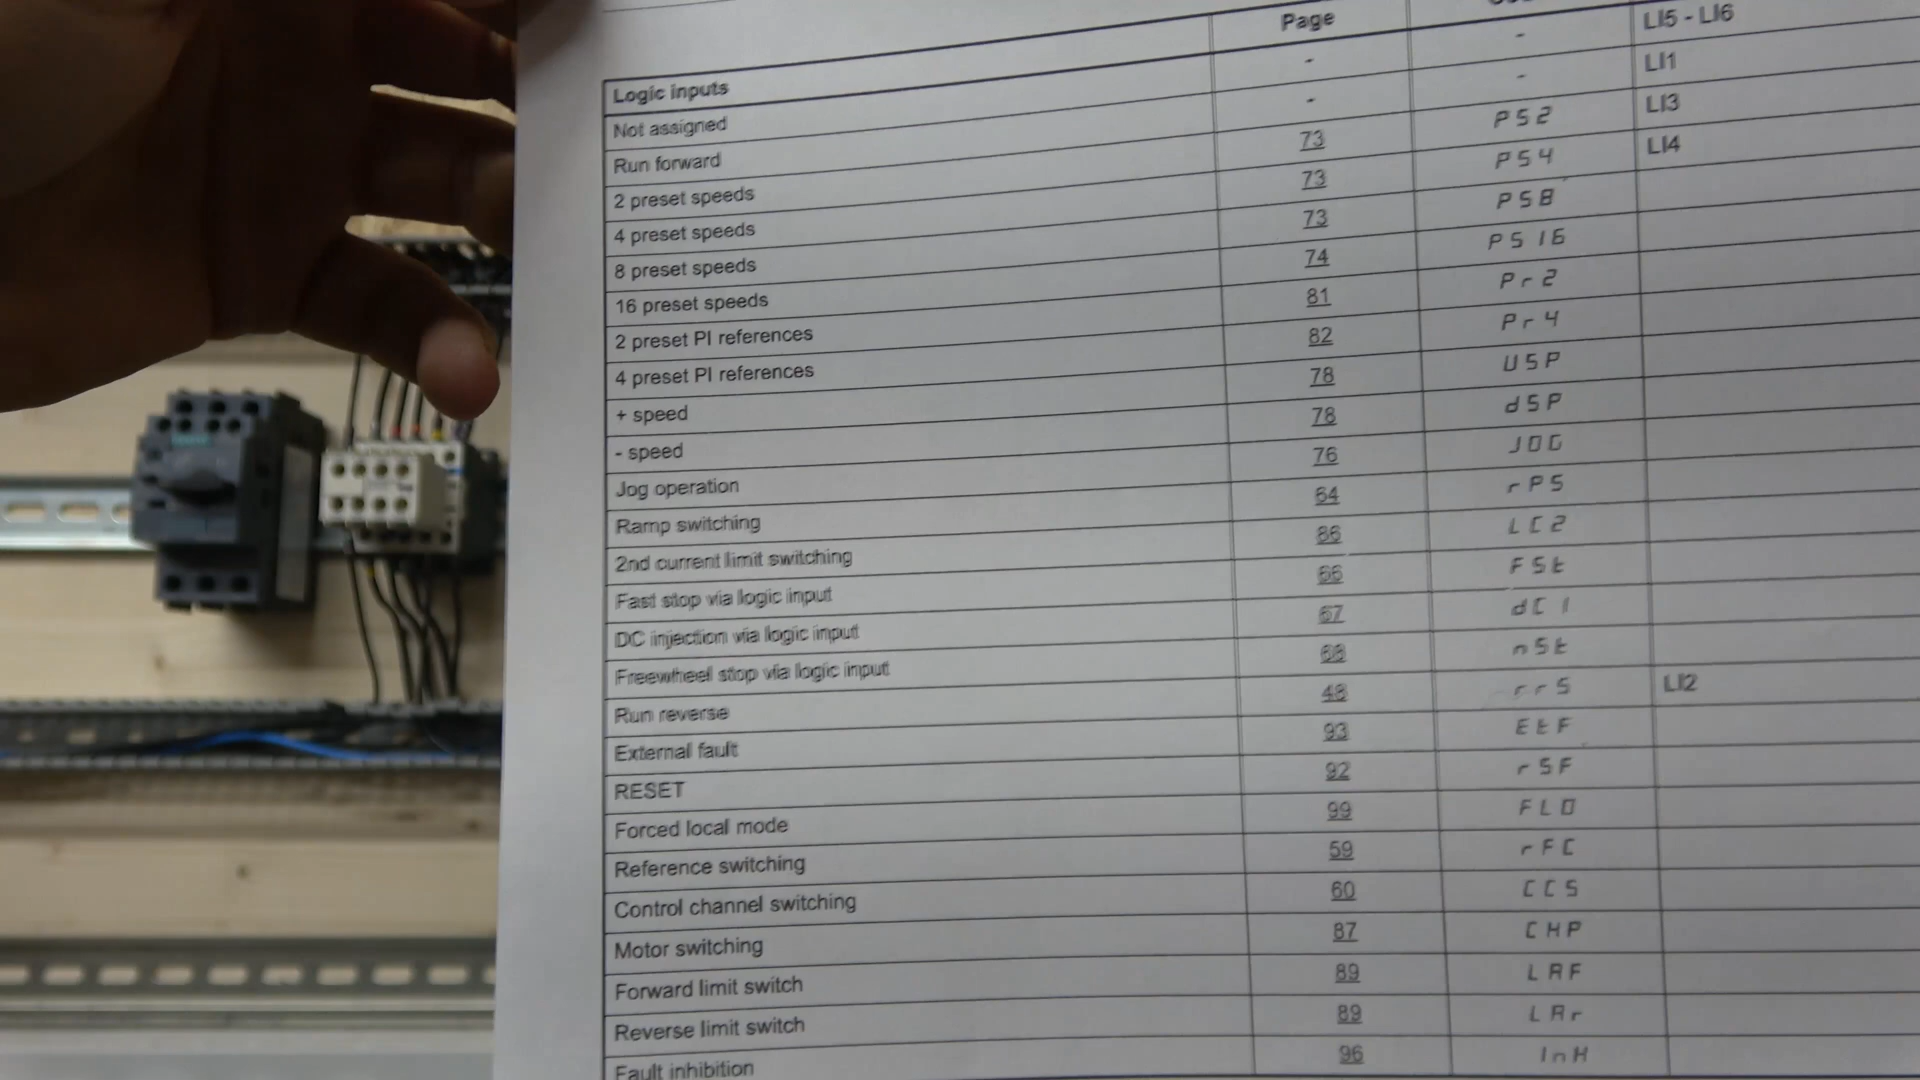 Logic inputs Page
Not assigned - - LI5 - LI6
Run forward - - LI1
2 preset speeds 73 PS2 LI3
4 preset speeds 73 PS4 LI4
8 preset speeds 73 PS8
16 preset speeds 74 PS16
2 preset PI references 81 Pr2
4 preset PI references 82 Pr4
+ speed 78 USP
- speed 78 dSP
Jog operation 76 JOG
Ramp switching 64 rPS
2nd current limit switching 86 LC2
Fast stop via logic input 66 FSt
DC injection via logic input 67 dCI
Freewheel stop via logic input 68 nSt
Run reverse 48 rrS LI2
External fault 93 EtF
RESET 92 rSF
Forced local mode 99 FLO
Reference switching 59 rFC
Control channel switching 60 CCS
Motor switching 87 CHP
Forward limit switch 89 LAF
Reverse limit switch 89 LAr
Fault inhibition 96 InH